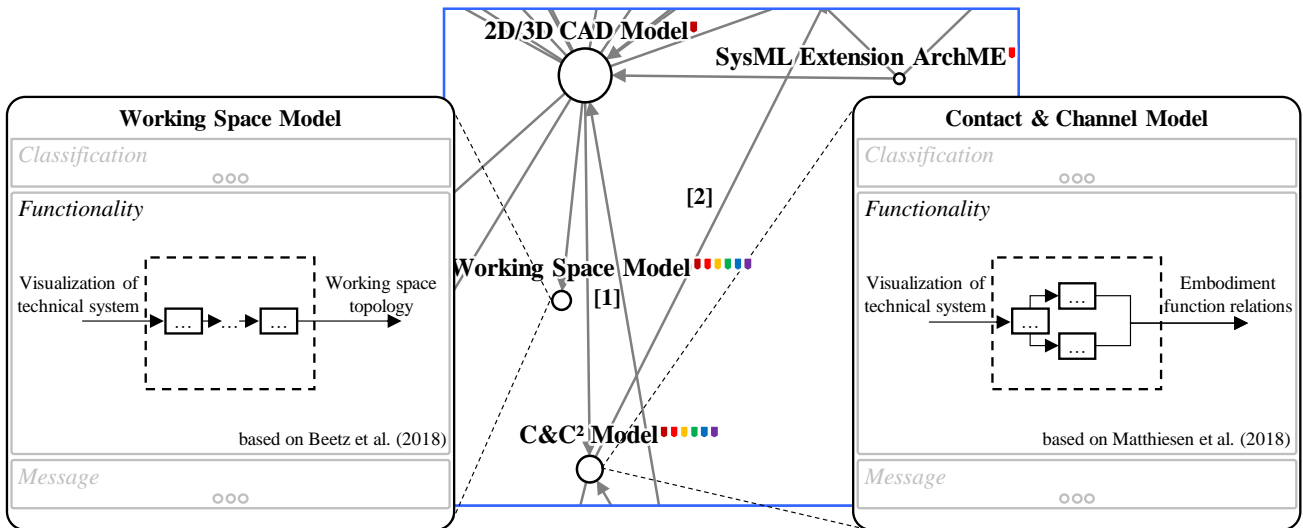 2D/3D CAD Model
SysML Extension ArchME
Working Space Model
Classification
Functionality
Visualization of
technical system
...
...
...
Working space
topology
based on Beetz et al. (2018)
Message
[2]
Working Space Model
[1]
C&C² Model
Contact & Channel Model
Classification
Functionality
Visualization of
technical system
...
...
...
Embodiment
function relations
based on Matthiesen et al. (2018)
Message